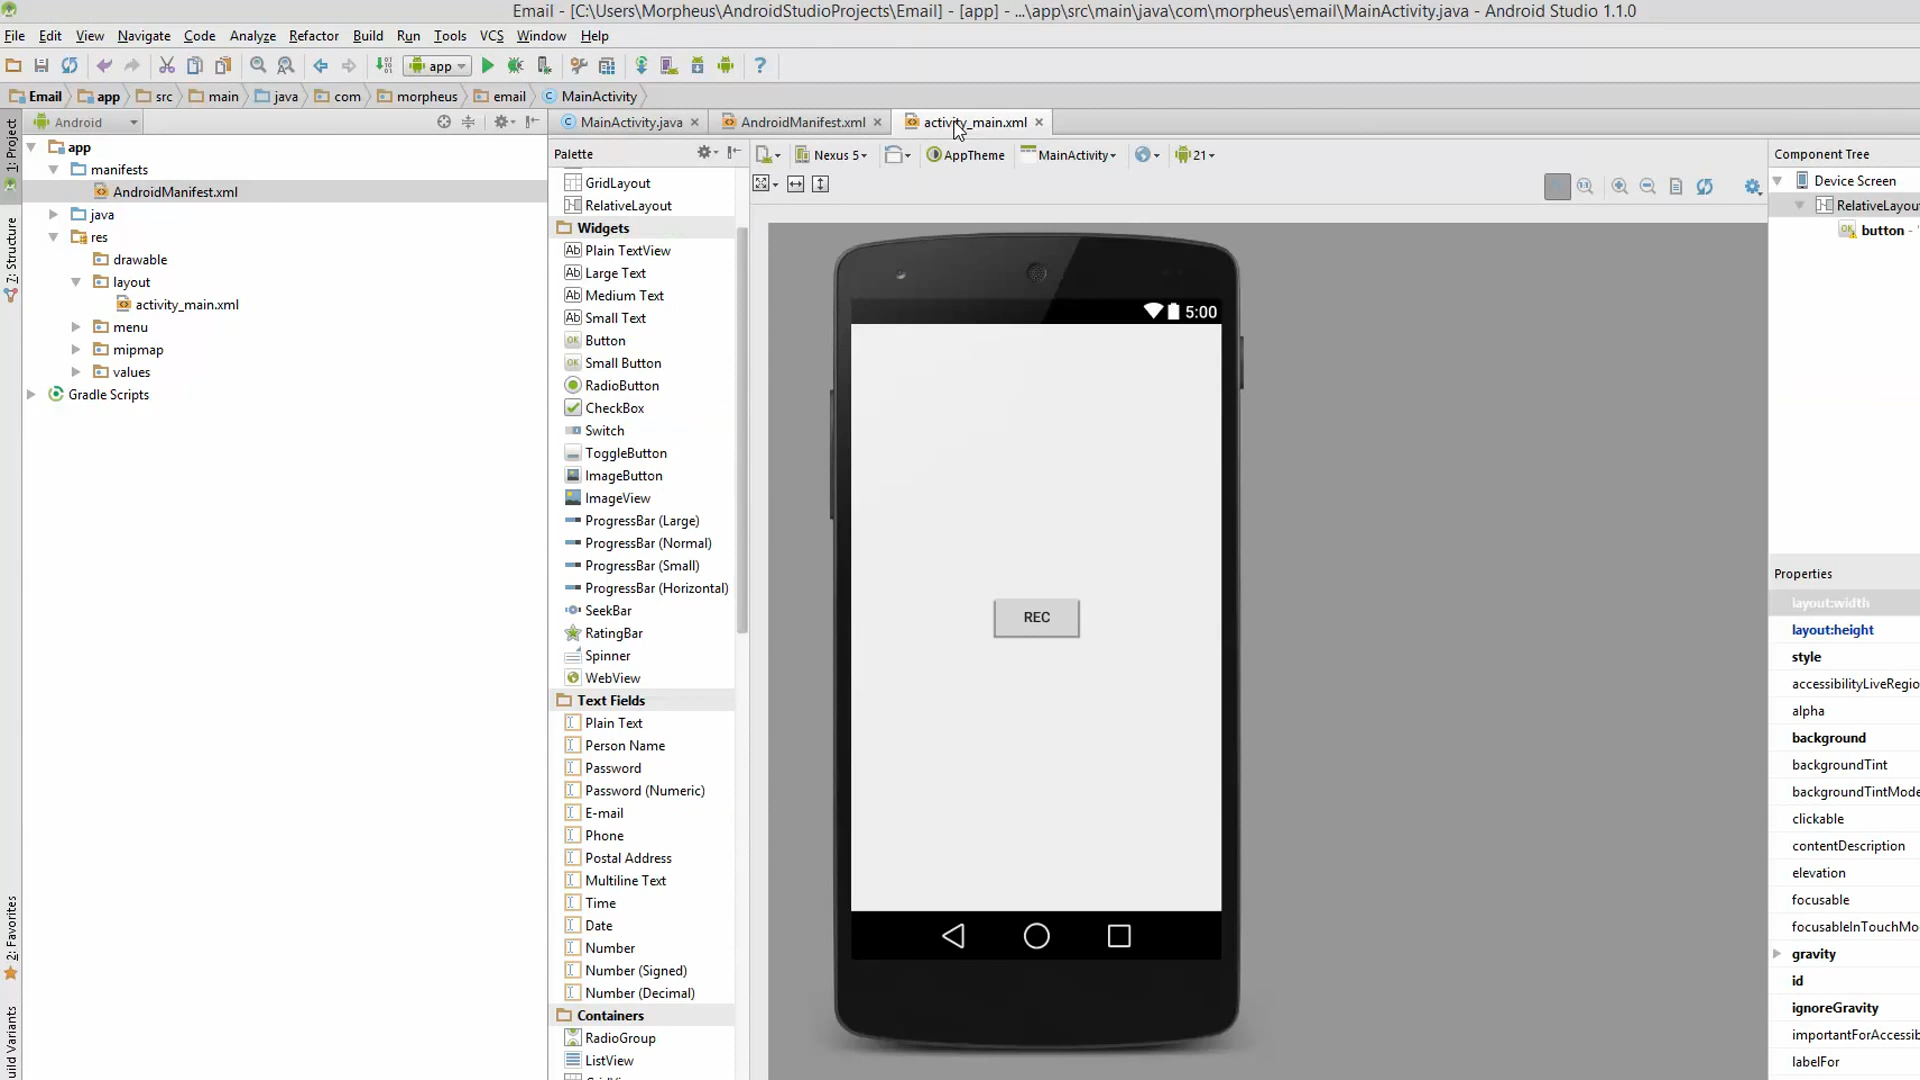 Email - [C:\Users\Morpheus\AndroidStudioProjects\Email] - [app] - ...\app\src\main\java\com\morpheus\email\MainActivity.java - Android Studio 1.1.0
File Edit View Navigate Code Analyze Refactor Build Run Tools VCS Window Help
app
Email app src main java com morpheus email MainActivity
1: Project
7: Structure
2: Favorites
uild Variants
Android
app
manifests
AndroidManifest.xml
java
res
drawable
layout
activity_main.xml
menu
mipmap
values
Gradle Scripts
MainActivity.java AndroidManifest.xml activity_main.xml
Palette
GridLayout
RelativeLayout
Widgets
Plain TextView
Large Text
Medium Text
Small Text
Button
Small Button
RadioButton
CheckBox
Switch
ToggleButton
ImageButton
ImageView
ProgressBar (Large)
ProgressBar (Normal)
ProgressBar (Small)
ProgressBar (Horizontal)
SeekBar
RatingBar
Spinner
WebView
Text Fields
Plain Text
Person Name
Password
Password (Numeric)
E-mail
Phone
Postal Address
Multiline Text
Time
Date
Number
Number (Signed)
Number (Decimal)
Containers
RadioGroup
ListView
Nexus 5 AppTheme MainActivity 21
5:00
REC
Component Tree
Device Screen
RelativeLayou
button - "
Properties
layout:width
layout:height
style
accessibilityLiveRegio
alpha
background
backgroundTint
backgroundTintMode
clickable
contentDescription
elevation
focusable
focusableInTouchMo
gravity
id
ignoreGravity
importantForAccessib
labelFor